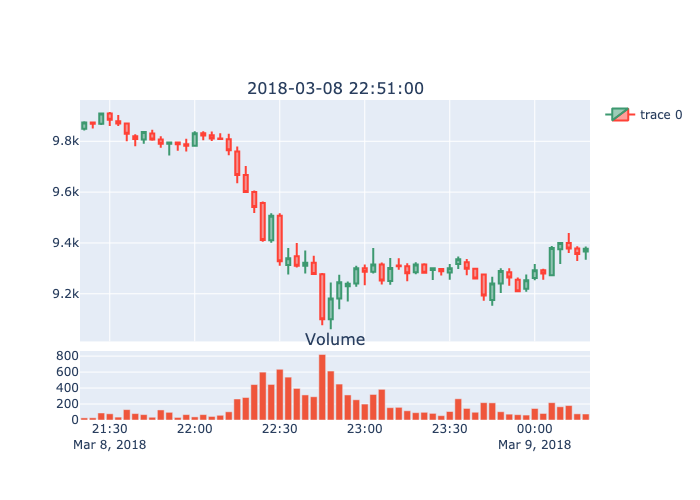 2018-03-08 22:51:00
trace 0
9.8k
9.6k
9.4k
9.2k
Volume
800
600
400
200
0
21:30 22:00 22:30 23:00 23:30 00:00
Mar 8, 2018 Mar 9, 2018